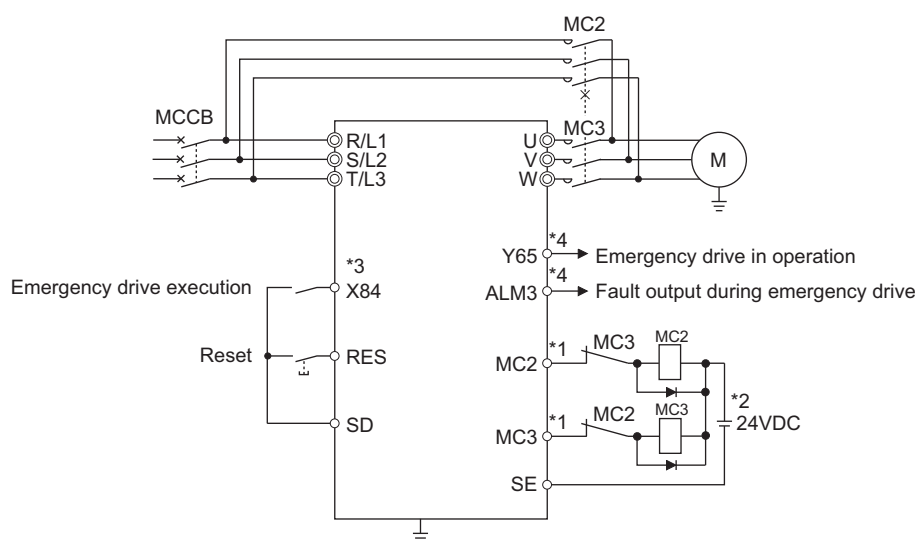 MC2
MCCB
R/L1
S/L2
T/L3
U
V
W
MC3
M
Y65
*4
Emergency drive in operation
ALM3
*4
Fault output during emergency drive
Emergency drive execution
*3
X84
Reset
RES
SD
MC2
*1
MC3
MC2
MC3
*1
MC2
MC3
*2
24VDC
SE